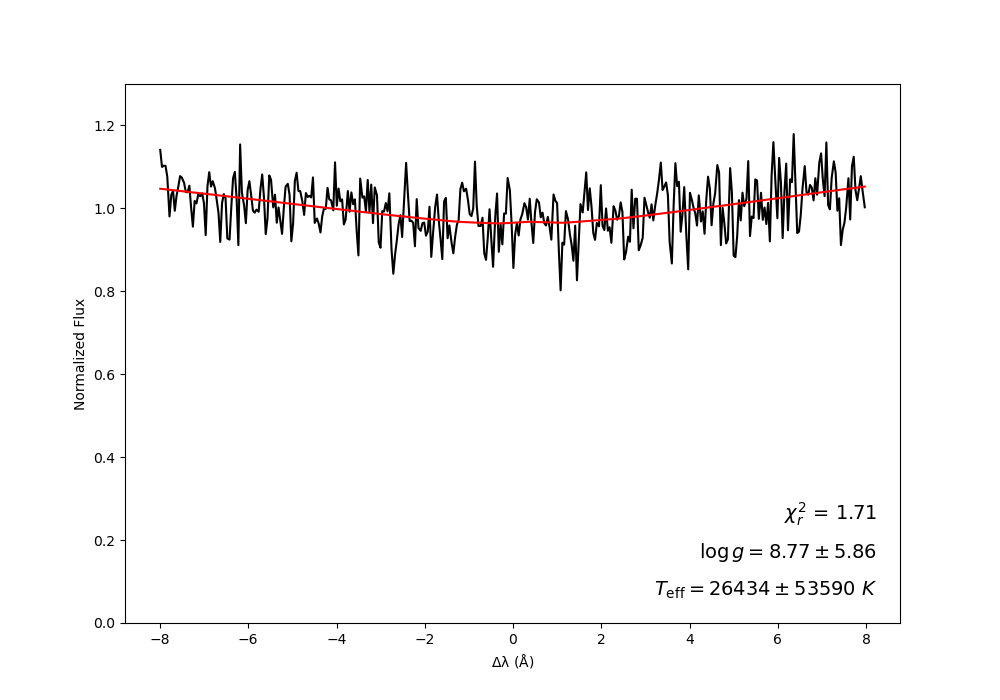 Normalized Flux
1.2
1.0
0.8
0.6
0.4
0.2
0.0
χ²ᵣ = 1.71
log g = 8.77 ± 5.86
T_eff = 26434 ± 53590 K
−8 −6 −4 −2 0 2 4 6 8
Δλ (Å)